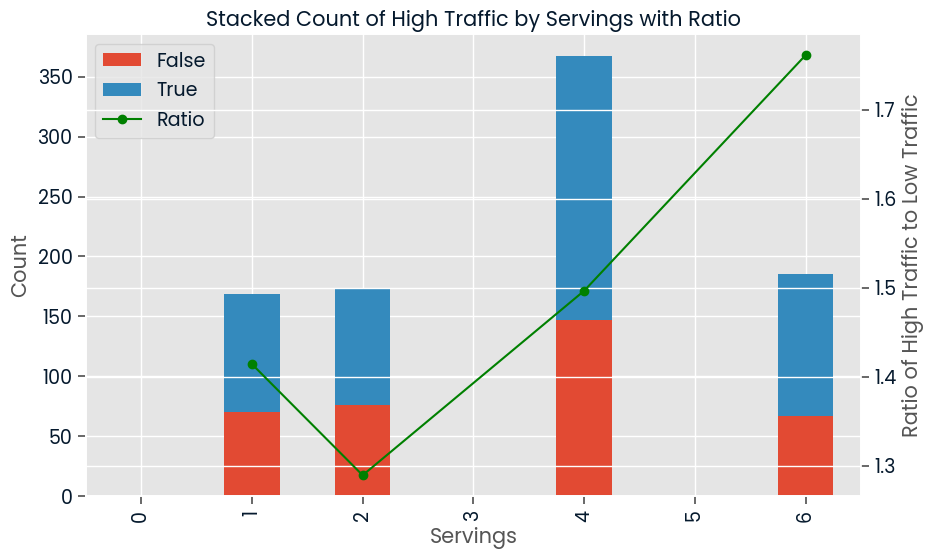 Stacked Count of High Traffic by Servings with Ratio
False
True
Ratio
350
300
250
200
150
100
50
0
Count
1.7
1.6
1.5
1.4
1.3
Ratio of High Traffic to Low Traffic
0 1 2 3 4 5 6
Servings